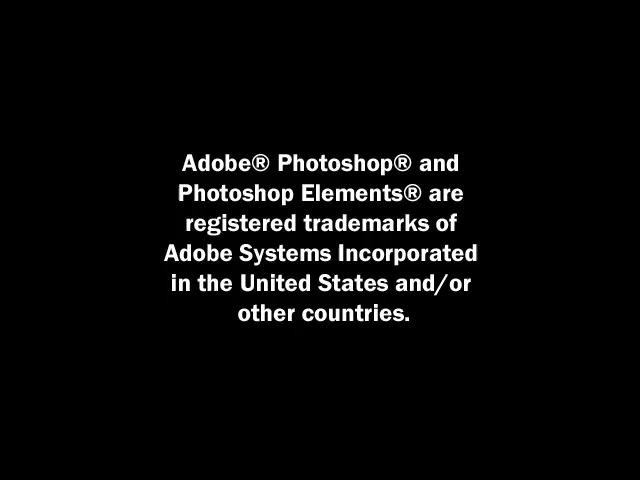 Adobe® Photoshop® and
Photoshop Elements® are
registered trademarks of
Adobe Systems Incorporated
in the United States and/or
other countries.